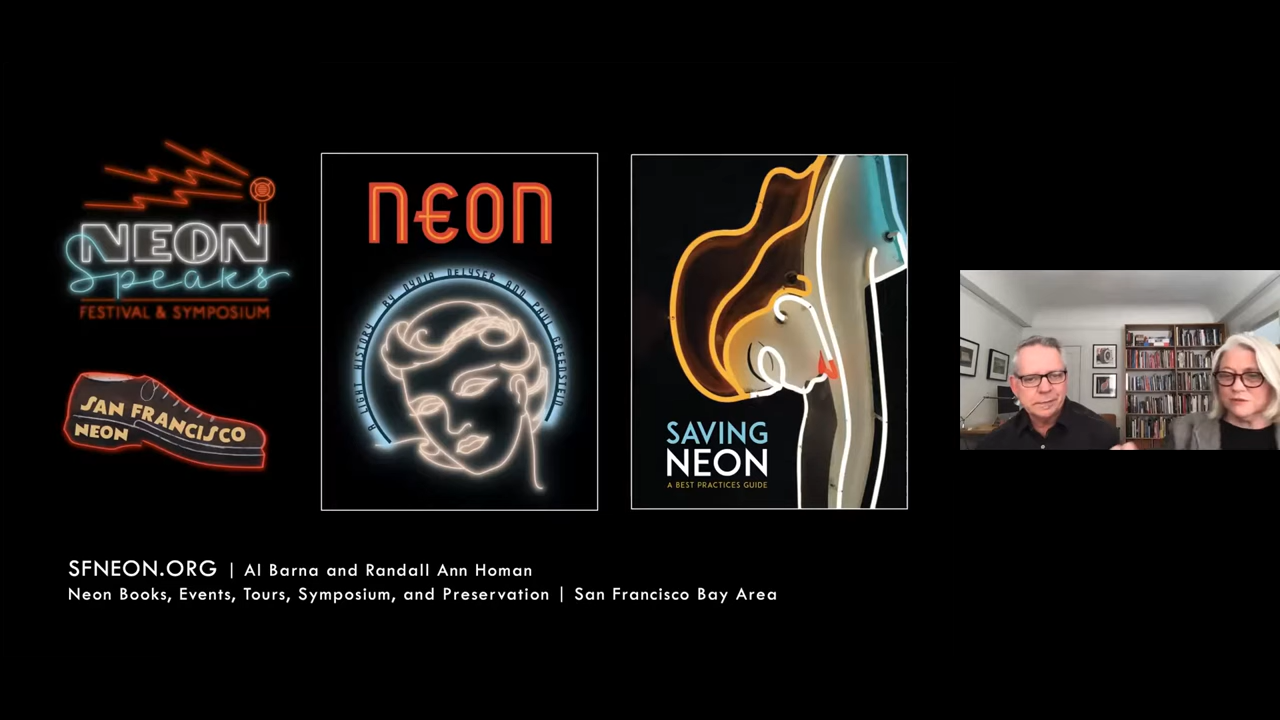 NEON
Speaks
FESTIVAL & SYMPOSIUM
SAN FRANCISCO
NEON
NEON
A LIGHT HISTORY BY DYDIA DELYSER AND PAUL GREENSTEIN
SAVING
NEON
A BEST PRACTICES GUIDE
SFNEON.ORG | Al Barna and Randall Ann Homan
Neon Books, Events, Tours, Symposium, and Preservation | San Francisco Bay Area